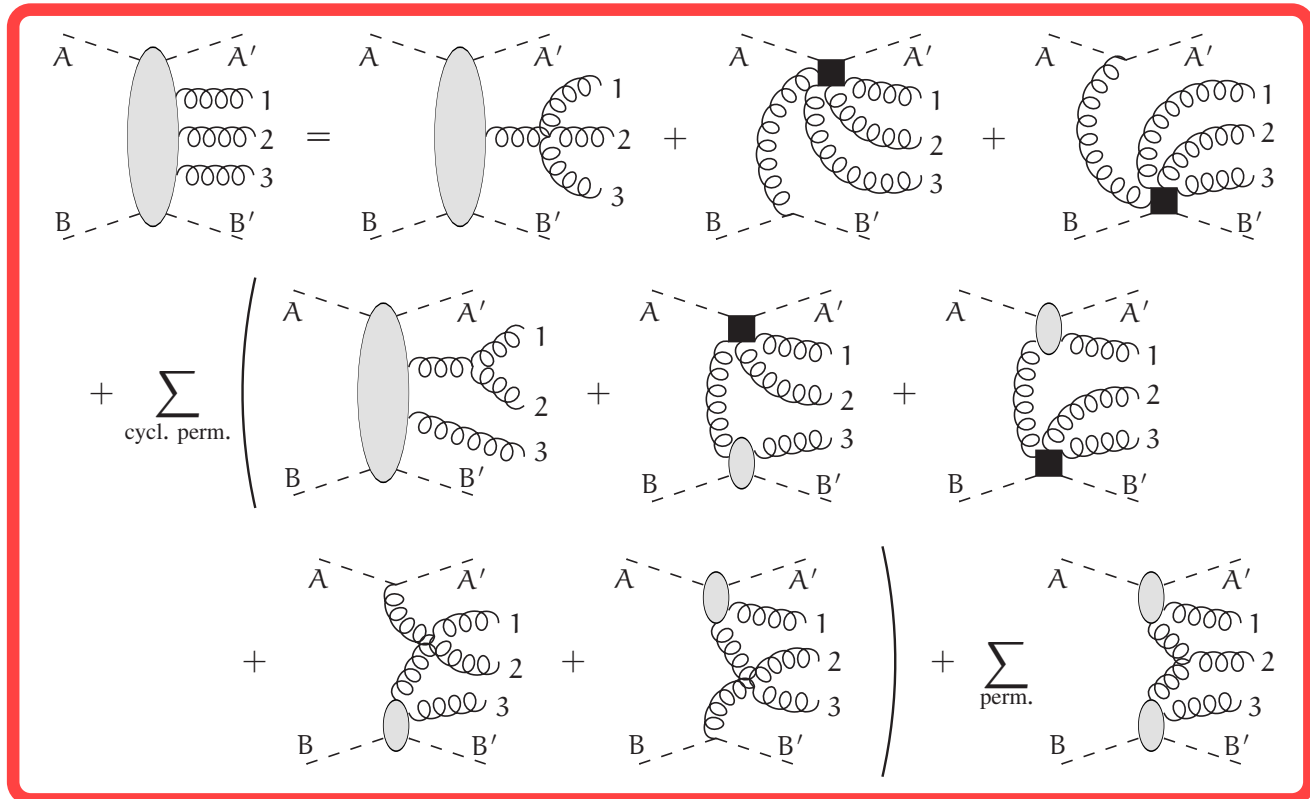 A A′ A A′ A A′ A A′
1 1 1 1
2 = 2 + 2 + 2
3 3 3 3
B B′ B B′ B B′ B B′
A A′ A A′ A A′
1 1 1
+ ∑ ( 2 + 2 + 2
cycl. perm.
3 3 3
B B′ B B′ B B′
A A′ A A′ A A′
1 1 1
+ 2 + 2 ) + ∑ 2
perm.
3 3 3
B B′ B B′ B B′